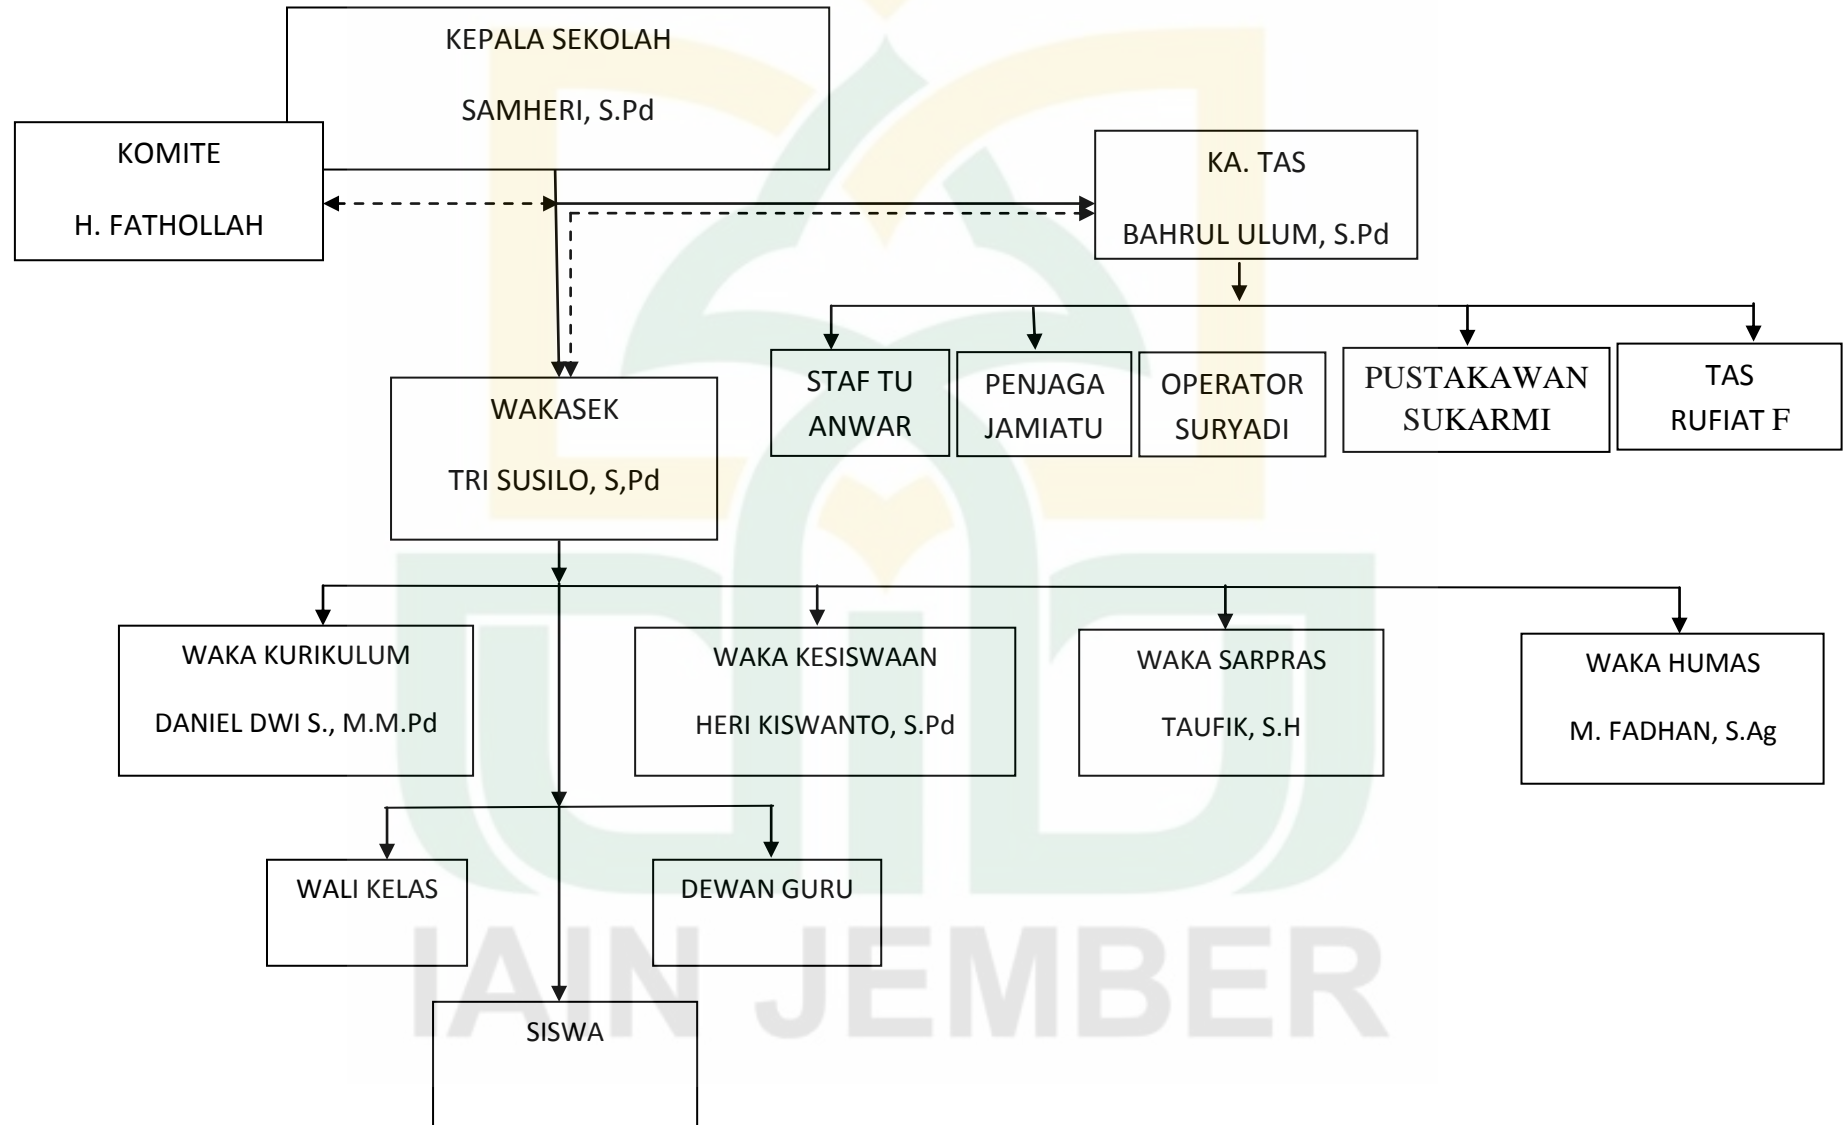 KEPALA SEKOLAH
SAMHERI, S.Pd
KOMITE
H. FATHOLLAH
KA. TAS
BAHRUL ULUM, S.Pd
WAKASEK
TRI SUSILO, S,Pd
STAF TU
ANWAR
PENJAGA
JAMIATU
OPERATOR
SURYADI
PUSTAKAWAN
SUKARMI
TAS
RUFIAT F
WAKA KURIKULUM
DANIEL DWI S., M.M.Pd
WAKA KESISWAAN
HERI KISWANTO, S.Pd
WAKA SARPRAS
TAUFIK, S.H
WAKA HUMAS
M. FADHAN, S.Ag
WALI KELAS
DEWAN GURU
SISWA
IAIN JEMBER